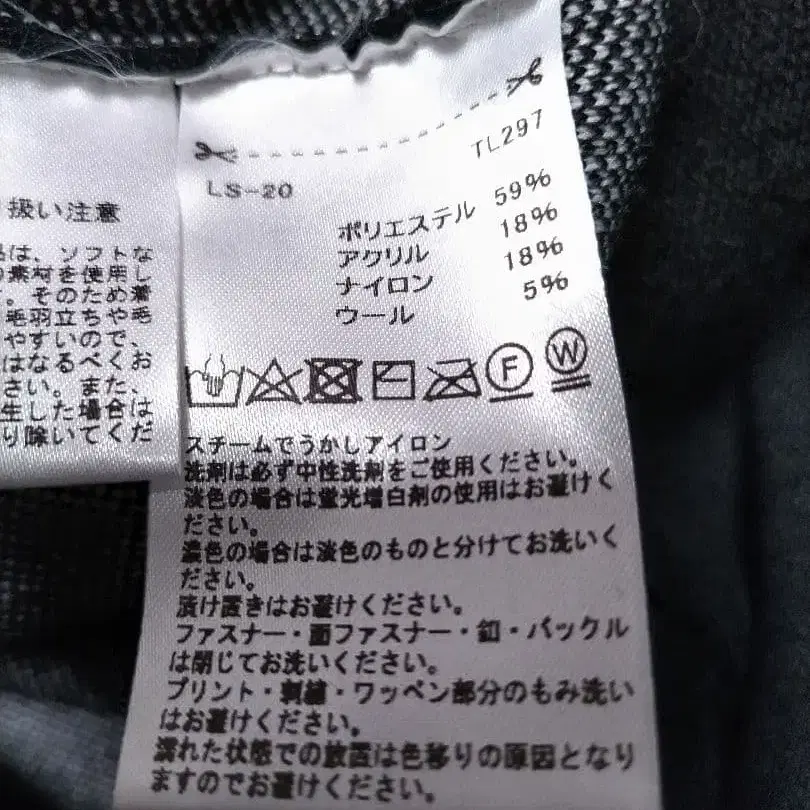 り扱い注意
は、ソフトな
素材を使用し
。そのため着
毛羽立ちや毛
やすいので、
はなるべくお
さい。また、
生した場合は
り除いてくだ
TL297
LS-20
ポリエステル 59%
アクリル 18%
ナイロン 18%
ウール 5%
F
W
スチームでうかしアイロン
洗剤は必ず中性洗剤をご使用ください。
淡色の場合は蛍光増白剤の使用はお避けく
ださい。
濃色の場合は淡色のものと分けてお洗いく
ださい。
漬け置きはお避けください。
ファスナー・面ファスナー・釦・バックル
は閉じてお洗いください。
プリント・刺繍・ワッペン部分のもみ洗い
はお避けください。
濡れた状態での放置は色移りの原因となり
ますのでお避けください。